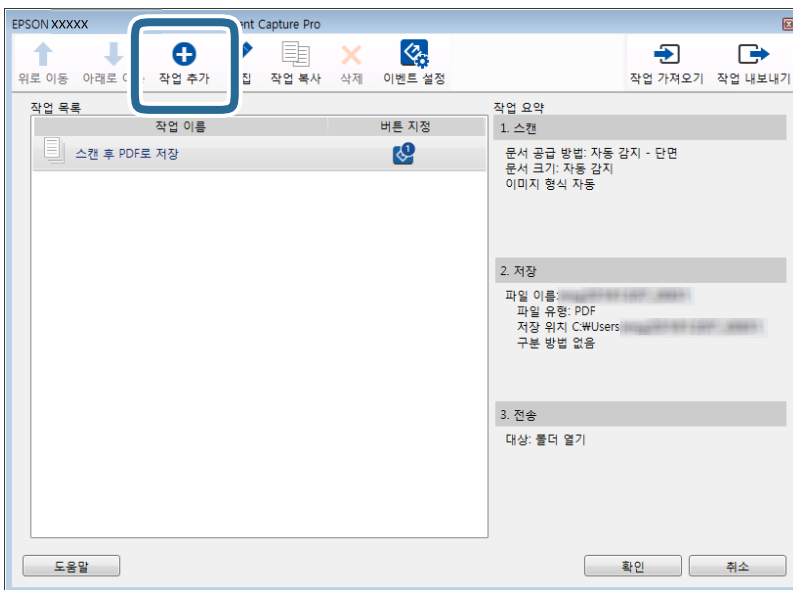 EPSON XXXXX ent Capture Pro
위로 이동 아래로 작업 추가 집 작업 복사 삭제 이벤트 설정 작업 가져오기 작업 내보내기
작업 목록
작업 이름 버튼 지정
스캔 후 PDF로 저장
1
작업 요약
1. 스캔
문서 공급 방법: 자동 감지 - 단면
문서 크기: 자동 감지
이미지 형식 자동
2. 저장
파일 이름:
파일 유형: PDF
저장 위치 C:₩Users
구분 방법 없음
3. 전송
대상: 폴더 열기
도움말 확인 취소